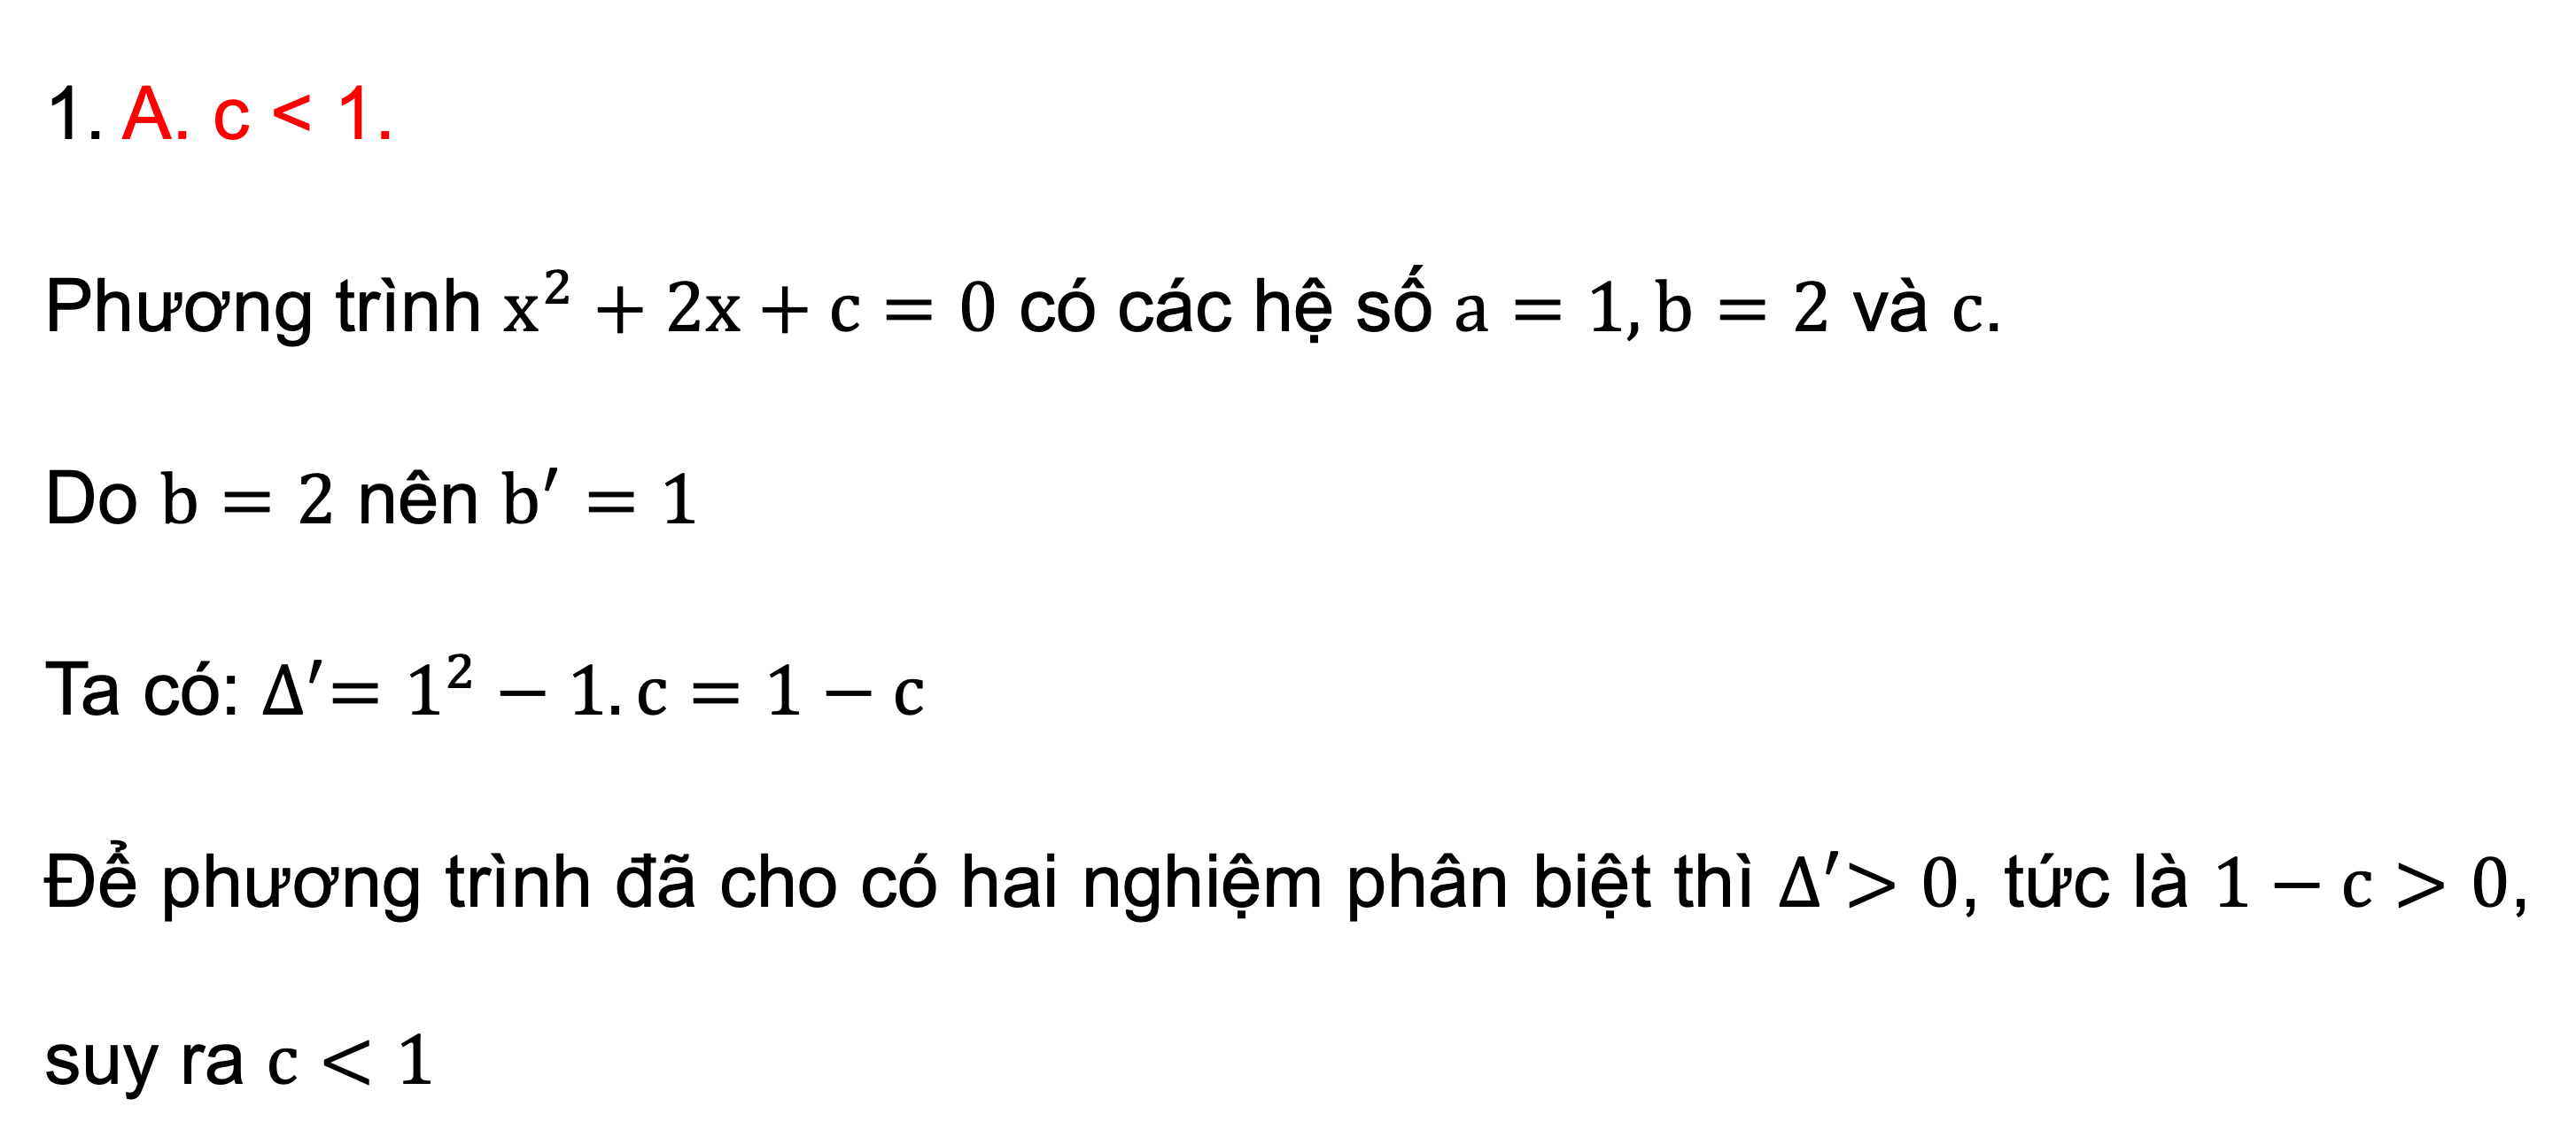 1. A. c < 1.
Phương trình x² + 2x + c = 0 có các hệ số a = 1, b = 2 và c.
Do b = 2 nên b′ = 1
Ta có: Δ′= 1² − 1. c = 1 − c
Để phương trình đã cho có hai nghiệm phân biệt thì Δ′> 0, tức là 1 − c > 0,
suy ra c < 1